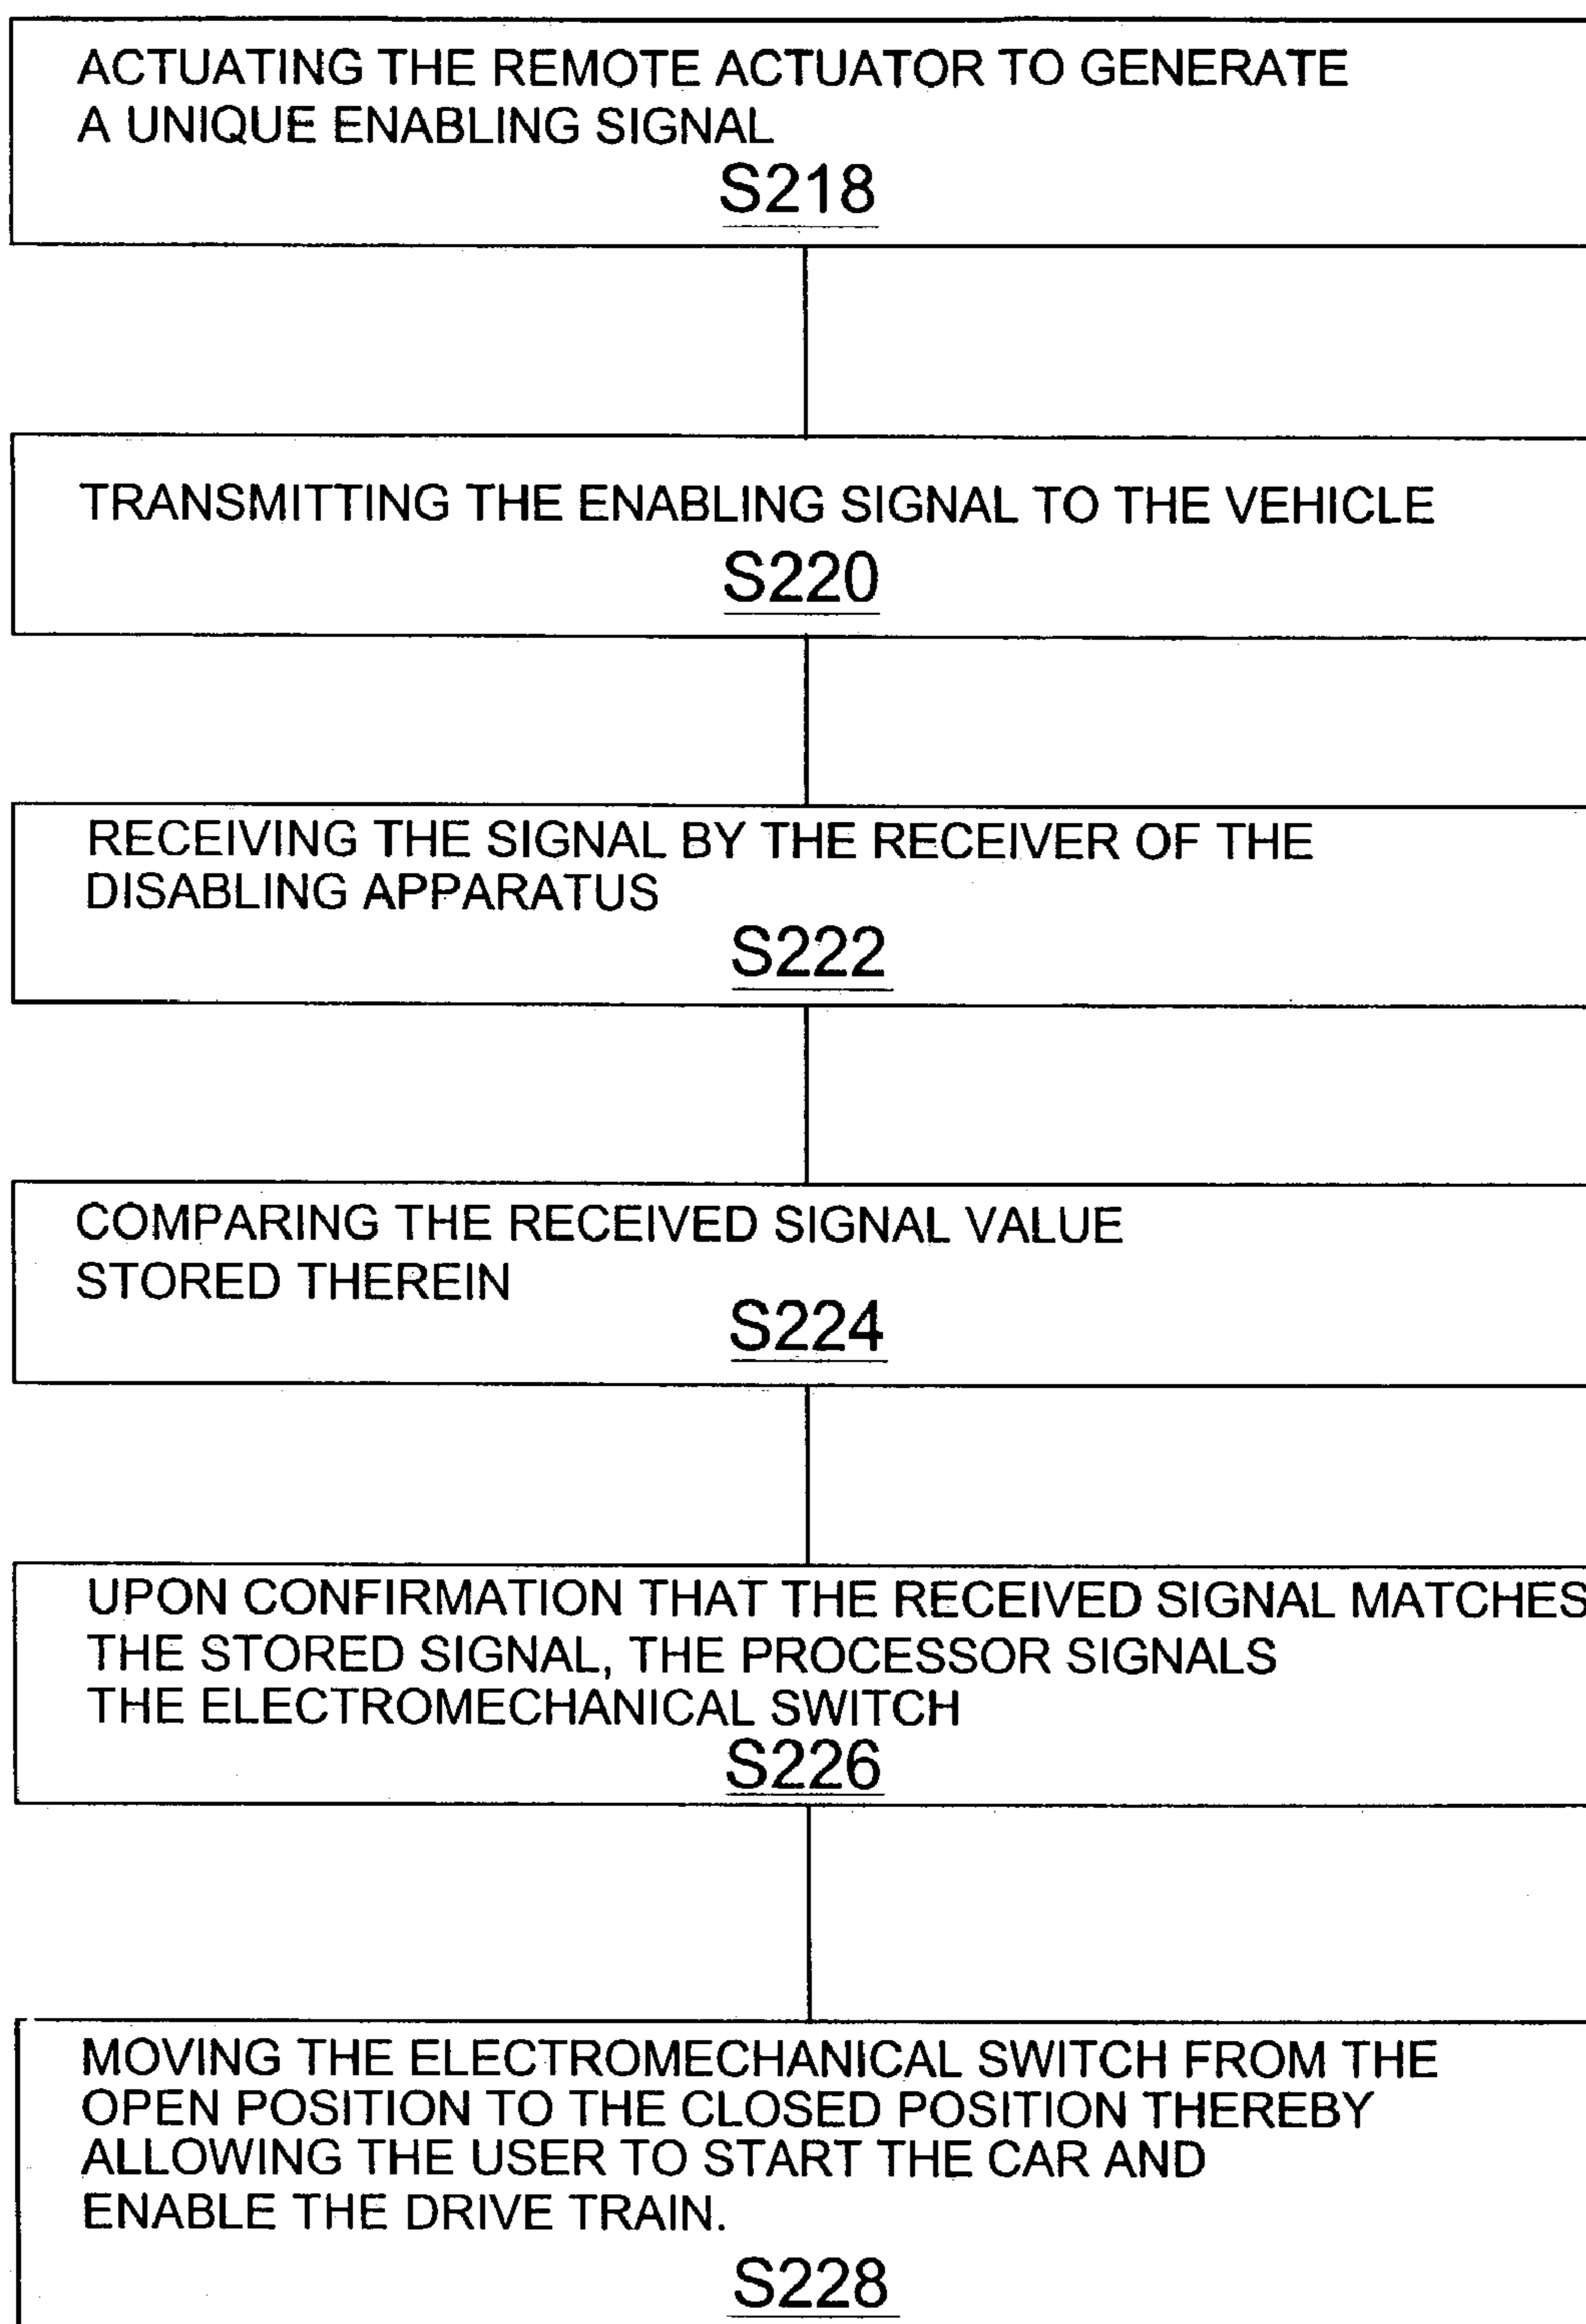 ACTUATING THE REMOTE ACTUATOR TO GENERATE
A UNIQUE ENABLING SIGNAL
S218
TRANSMITTING THE ENABLING SIGNAL TO THE VEHICLE
S220
RECEIVING THE SIGNAL BY THE RECEIVER OF THE
DISABLING APPARATUS
S222
COMPARING THE RECEIVED SIGNAL VALUE
STORED THEREIN
S224
UPON CONFIRMATION THAT THE RECEIVED SIGNAL MATCHES
THE STORED SIGNAL, THE PROCESSOR SIGNALS
THE ELECTROMECHANICAL SWITCH
S226
MOVING THE ELECTROMECHANICAL SWITCH FROM THE
OPEN POSITION TO THE CLOSED POSITION THEREBY
ALLOWING THE USER TO START THE CAR AND
ENABLE THE DRIVE TRAIN.
S228